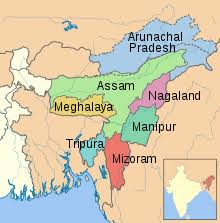 Arunachal
Pradesh
Assam
Nagaland
Meghalaya
Manipur
Tripura
Mizoram